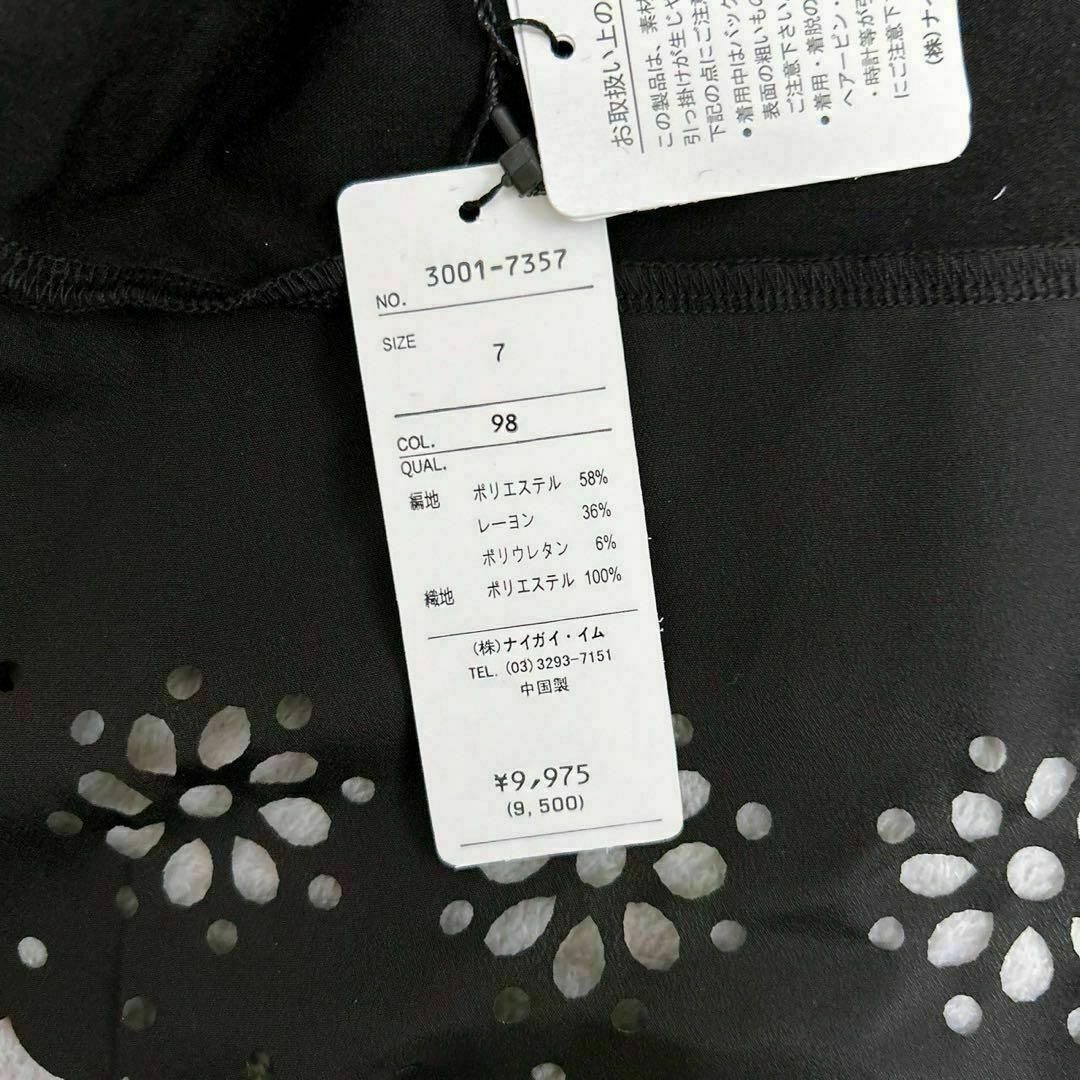 お取扱い上の
この製品は、素材
引っ掛けが生じや
下記の点にご注意
・着用中はバック
表面の粗いもの
ご注意下さい。
・着用・着脱の
ヘアーピン・
・時計等が引
にご注意下
(株)ナイ
NO. 3001-7357
SIZE 7
COL. 98
QUAL.
編地 ポリエステル 58%
レーヨン 36%
ポリウレタン 6%
織地 ポリエステル 100%
(株)ナイガイ・イム
TEL. (03)3293-7151
中国製
¥9,975
(9,500)